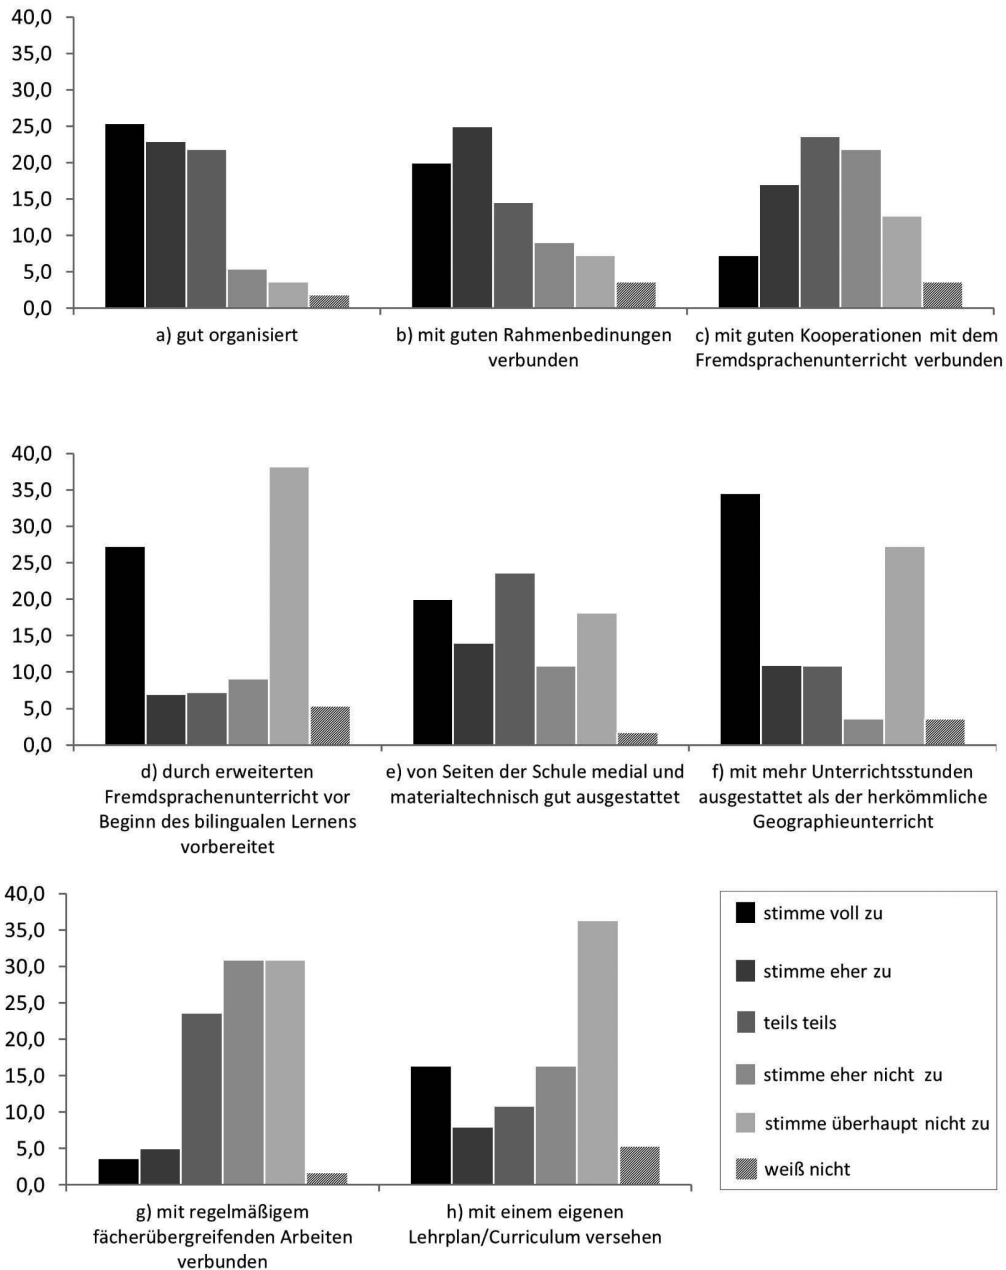 40,0
35,0
30,0
25,0
20,0
15,0
10,0
5,0
0,0
a) gut organisiert
b) mit guten Rahmenbedinungen
verbunden
c) mit guten Kooperationen mit dem
Fremdsprachenunterricht verbunden
40,0
35,0
30,0
25,0
20,0
15,0
10,0
5,0
0,0
d) durch erweiterten
Fremdsprachenunterricht vor
Beginn des bilingualen Lernens
vorbereitet
e) von Seiten der Schule medial und
materialtechnisch gut ausgestattet
f) mit mehr Unterrichtsstunden
ausgestattet als der herkömmliche
Geographieunterricht
40,0
35,0
30,0
25,0
20,0
15,0
10,0
5,0
0,0
g) mit regelmäßigem
fächerübergreifenden Arbeiten
verbunden
h) mit einem eigenen
Lehrplan/Curriculum versehen
stimme voll zu
stimme eher zu
teils teils
stimme eher nicht zu
stimme überhaupt nicht zu
weiß nicht